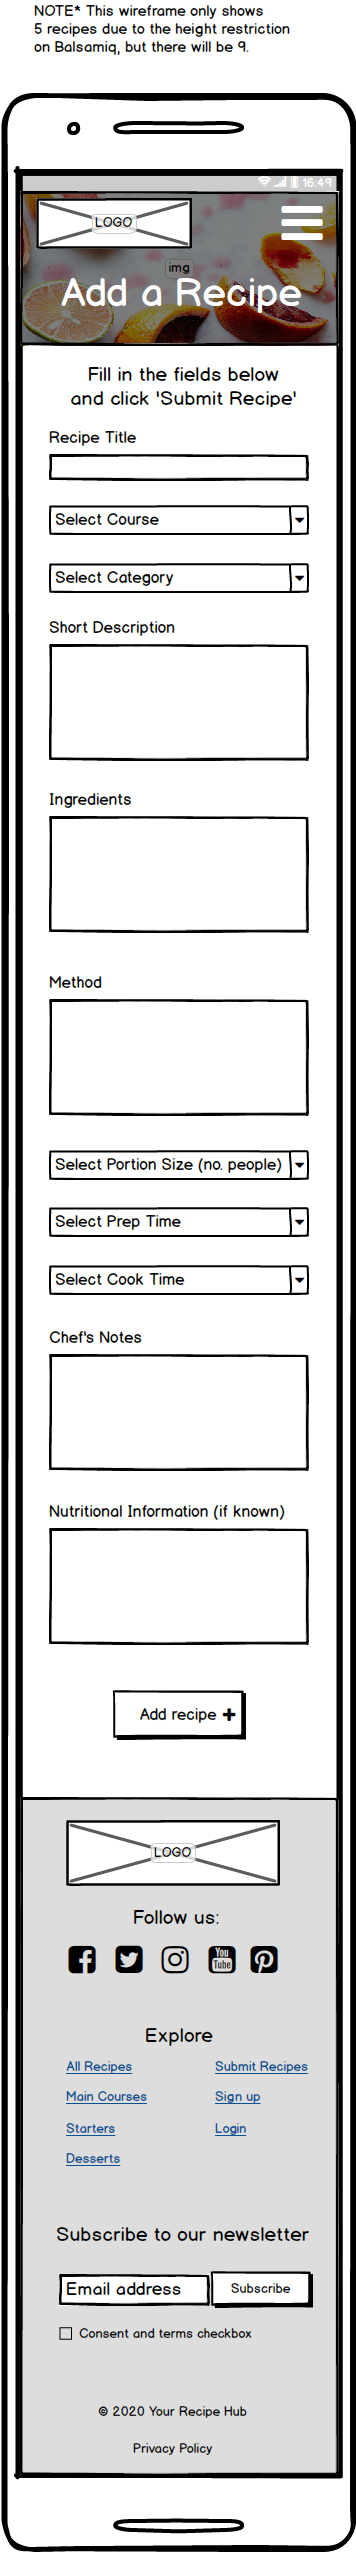 NOTE* This wireframe only shows
5 recipes due to the height restriction
on Balsamiq, but there will be 9.
16:49
LOGO
img
Add a Recipe
Fill in the fields below
and click 'Submit Recipe'
Recipe Title
Select Course
Select Category
Short Description
Ingredients
Method
Select Portion Size (no. people)
Select Prep Time
Select Cook Time
Chef's Notes
Nutritional Information (if known)
Add recipe +
LOGO
Follow us:
You
Tube
Explore
All Recipes Submit Recipes
Main Courses Sign up
Starters Login
Desserts
Subscribe to our newsletter
Email address Subscribe
Consent and terms checkbox
© 2020 Your Recipe Hub
Privacy Policy